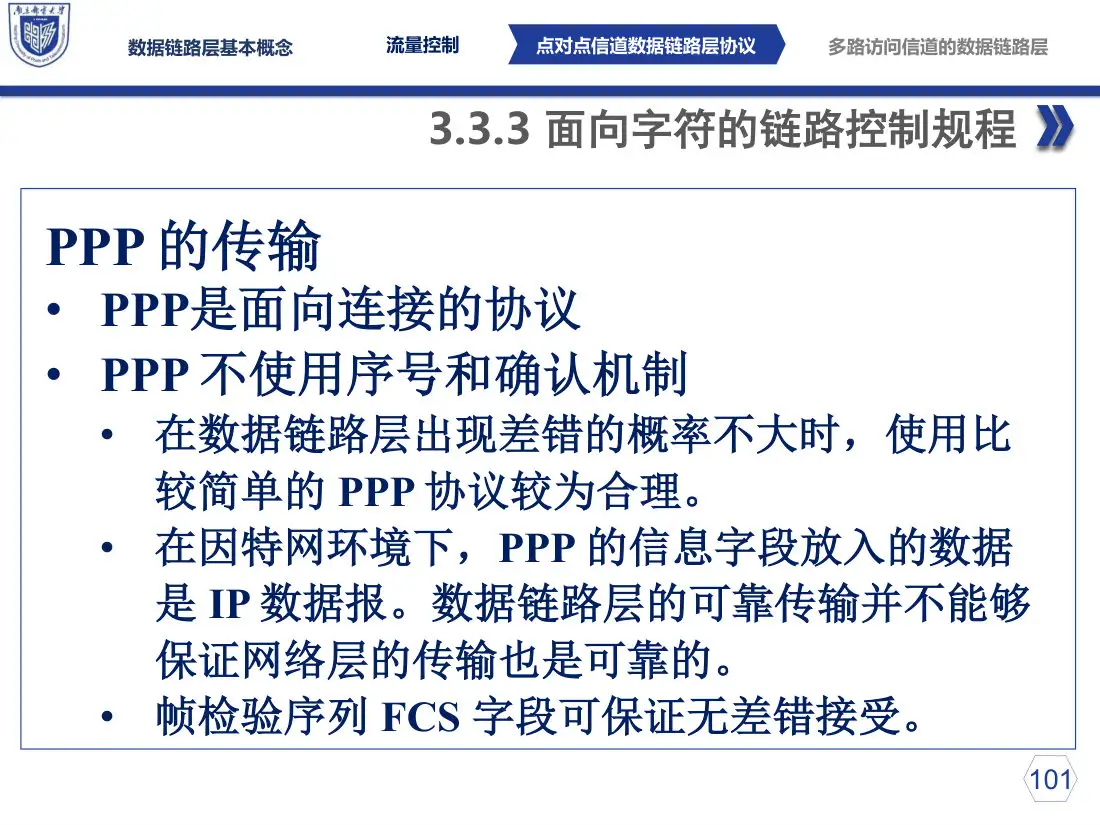 数据链路层基本概念
流量控制
点对点信道数据链路层协议
多路访问信道的数据链路层
3.3.3 面向字符的链路控制规程
PPP 的传输
• PPP是面向连接的协议
• PPP 不使用序号和确认机制
• 在数据链路层出现差错的概率不大时，使用比
较简单的 PPP 协议较为合理。
• 在因特网环境下，PPP 的信息字段放入的数据
是 IP 数据报。数据链路层的可靠传输并不能够
保证网络层的传输也是可靠的。
• 帧检验序列 FCS 字段可保证无差错接受。
101